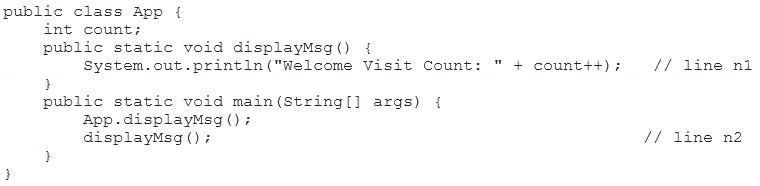 public class App {
    int count;
    public static void displayMsg() {
        System.out.println("Welcome Visit Count: " + count++);   // line n1
    }
    public static void main(String[] args) {
        App.displayMsg();
        displayMsg();                                           // line n2
    }
}